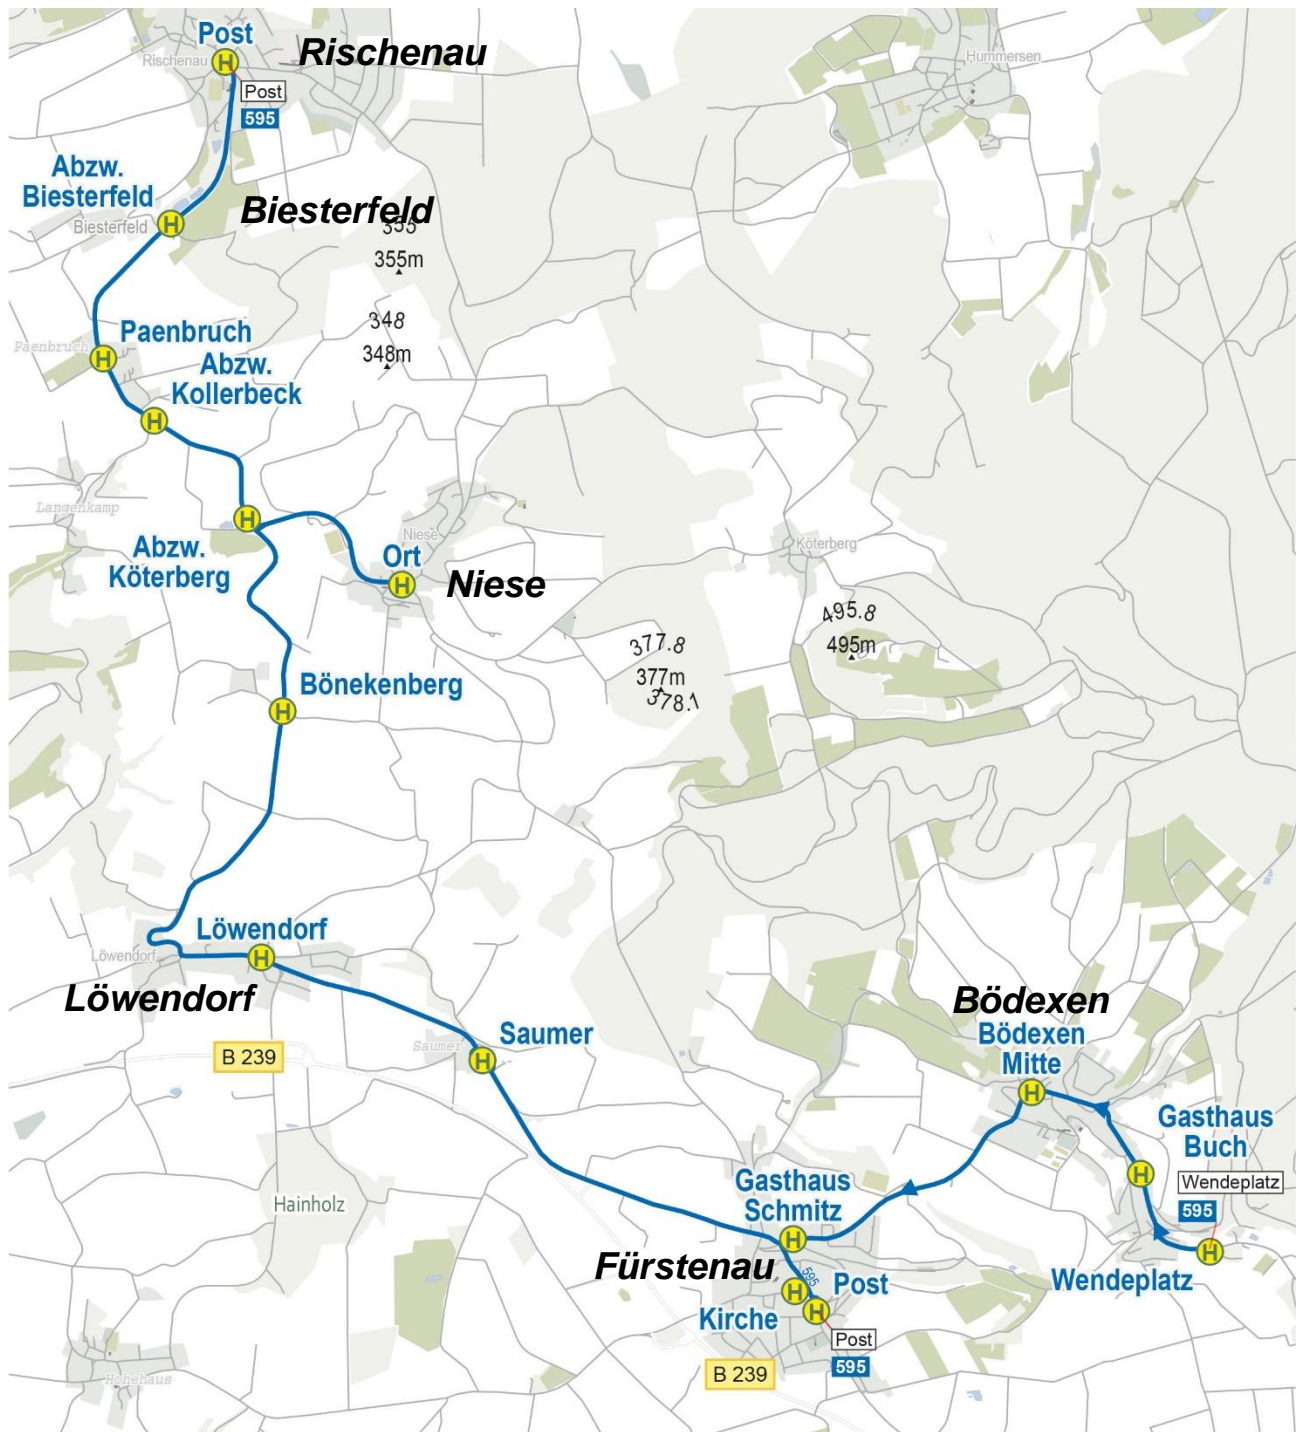 Post
Rischenau
Rischenau
Hummersen
H
Post
595
Abzw.
Biesterfeld
Biesterfeld
Biesterfeld
H
355
355m
348
348m
Paenbruch
Paenbruch
H
Abzw.
Kollerbeck
H
Langenkamp
H
Abzw.
Köterberg
Niese
Ort
H
Niese
Köterberg
495.8
495m
377.8
377m
378.1
Bönekenberg
H
Löwendorf
Löwendorf
H
Löwendorf
B 239
Saumer
Saumer
H
Bödexen
Bödexen
Mitte
H
Gasthaus
Buch
H
Wendeplatz
595
H
Wendeplatz
Hainholz
Gasthaus
Schmitz
H
Fürstenau
595
H
Post
Kirche
H
Post
595
B 239
Hohehaus